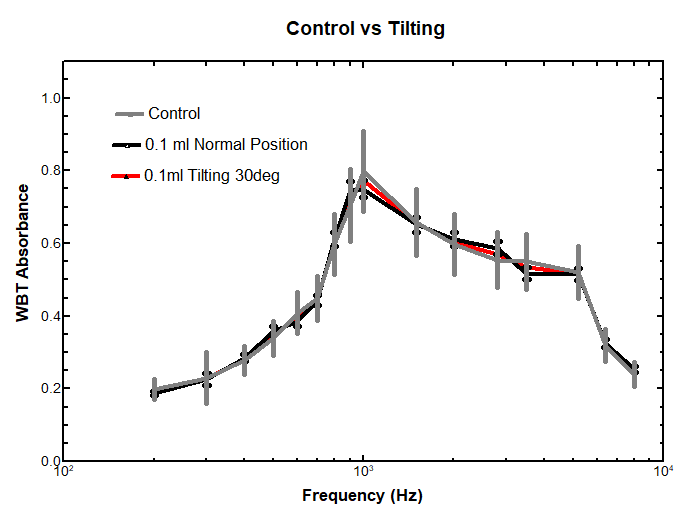 Control vs Tilting
1.0
Control
0.1 ml Normal Position
0.1ml Tilting 30deg
0.8
0.6
0.4
0.2
0.0
WBT Absorbance
10² 10³ 10⁴
Frequency (Hz)